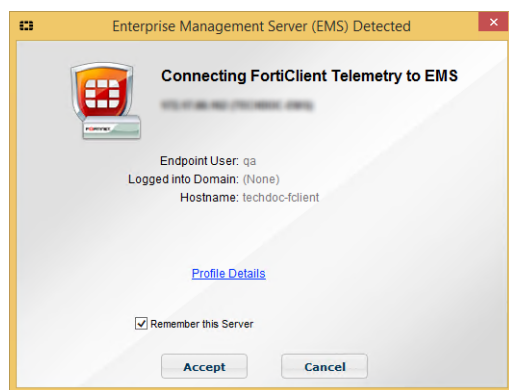 Enterprise Management Server (EMS) Detected
Connecting FortiClient Telemetry to EMS
FORTINET
Endpoint User: qa
Logged into Domain: (None)
Hostname: techdoc-fclient
Profile Details
Remember this Server
Accept
Cancel